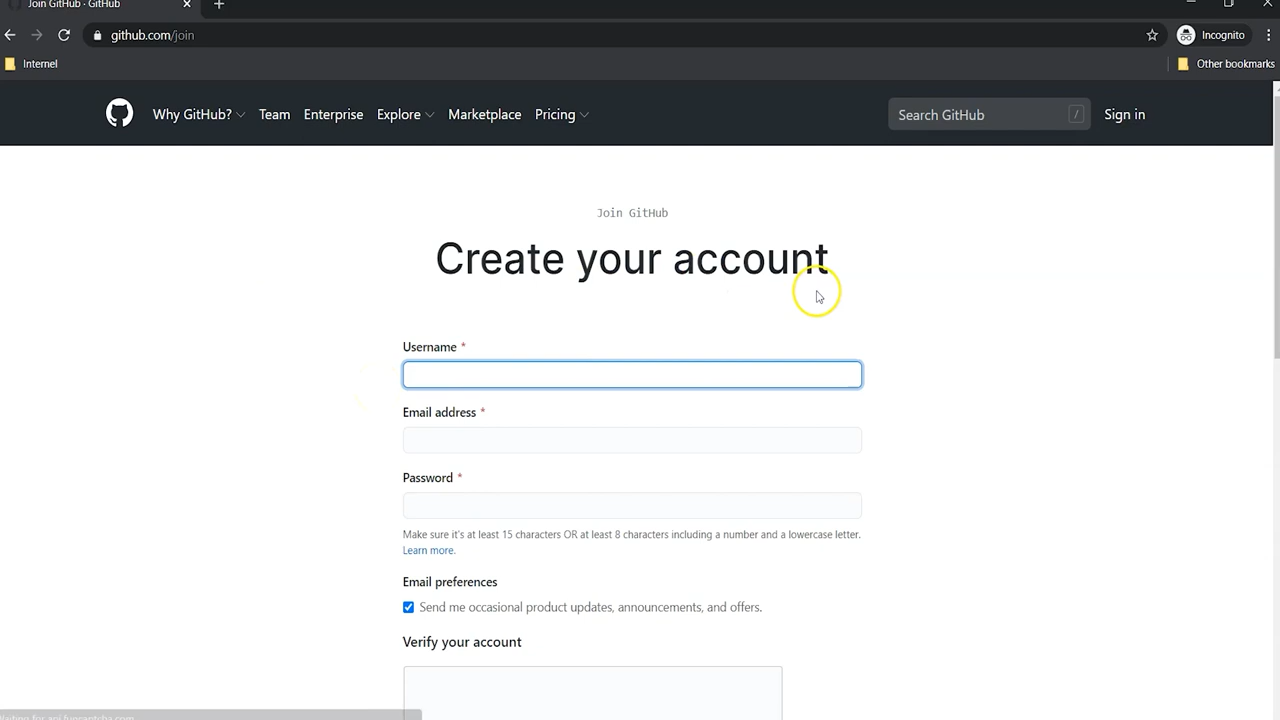 Join GitHub · GitHub
github.com/join
Incognito
Internel
Other bookmarks
Why GitHub?
Team
Enterprise
Explore
Marketplace
Pricing
Search GitHub
/
Sign in
Join GitHub
Create your account
Username *
Email address *
Password *
Make sure it's at least 15 characters OR at least 8 characters including a number and a lowercase letter.
Learn more.
Email preferences
Send me occasional product updates, announcements, and offers.
Verify your account